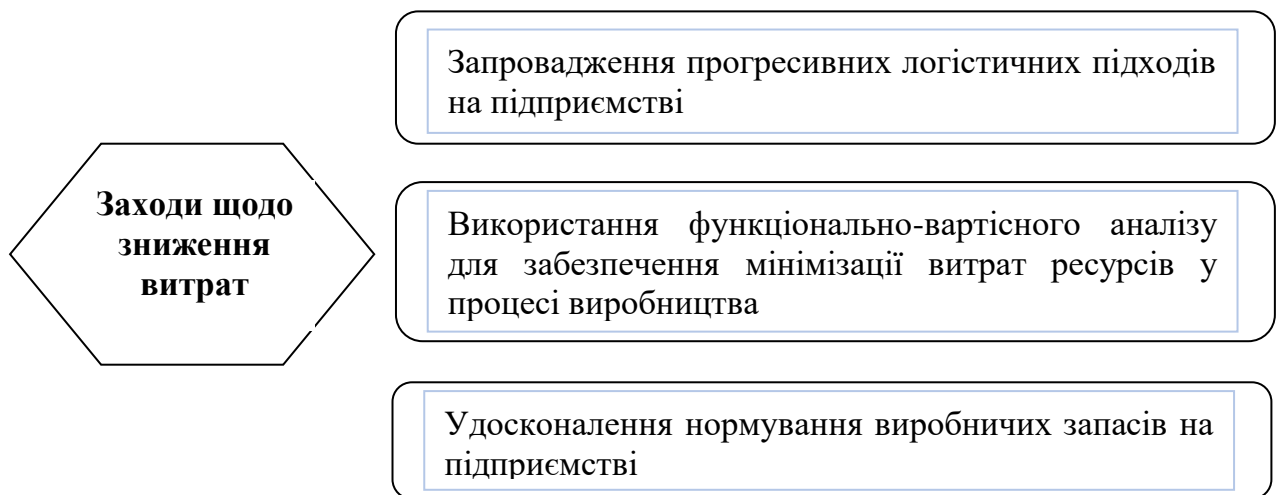 Запровадження прогресивних логістичних підходів
на підприємстві
Заходи щодо
зниження
витрат
Використання функціонально-вартісного аналізу
для забезпечення мінімізації витрат ресурсів у
процесі виробництва
Удосконалення нормування виробничих запасів на
підприємстві